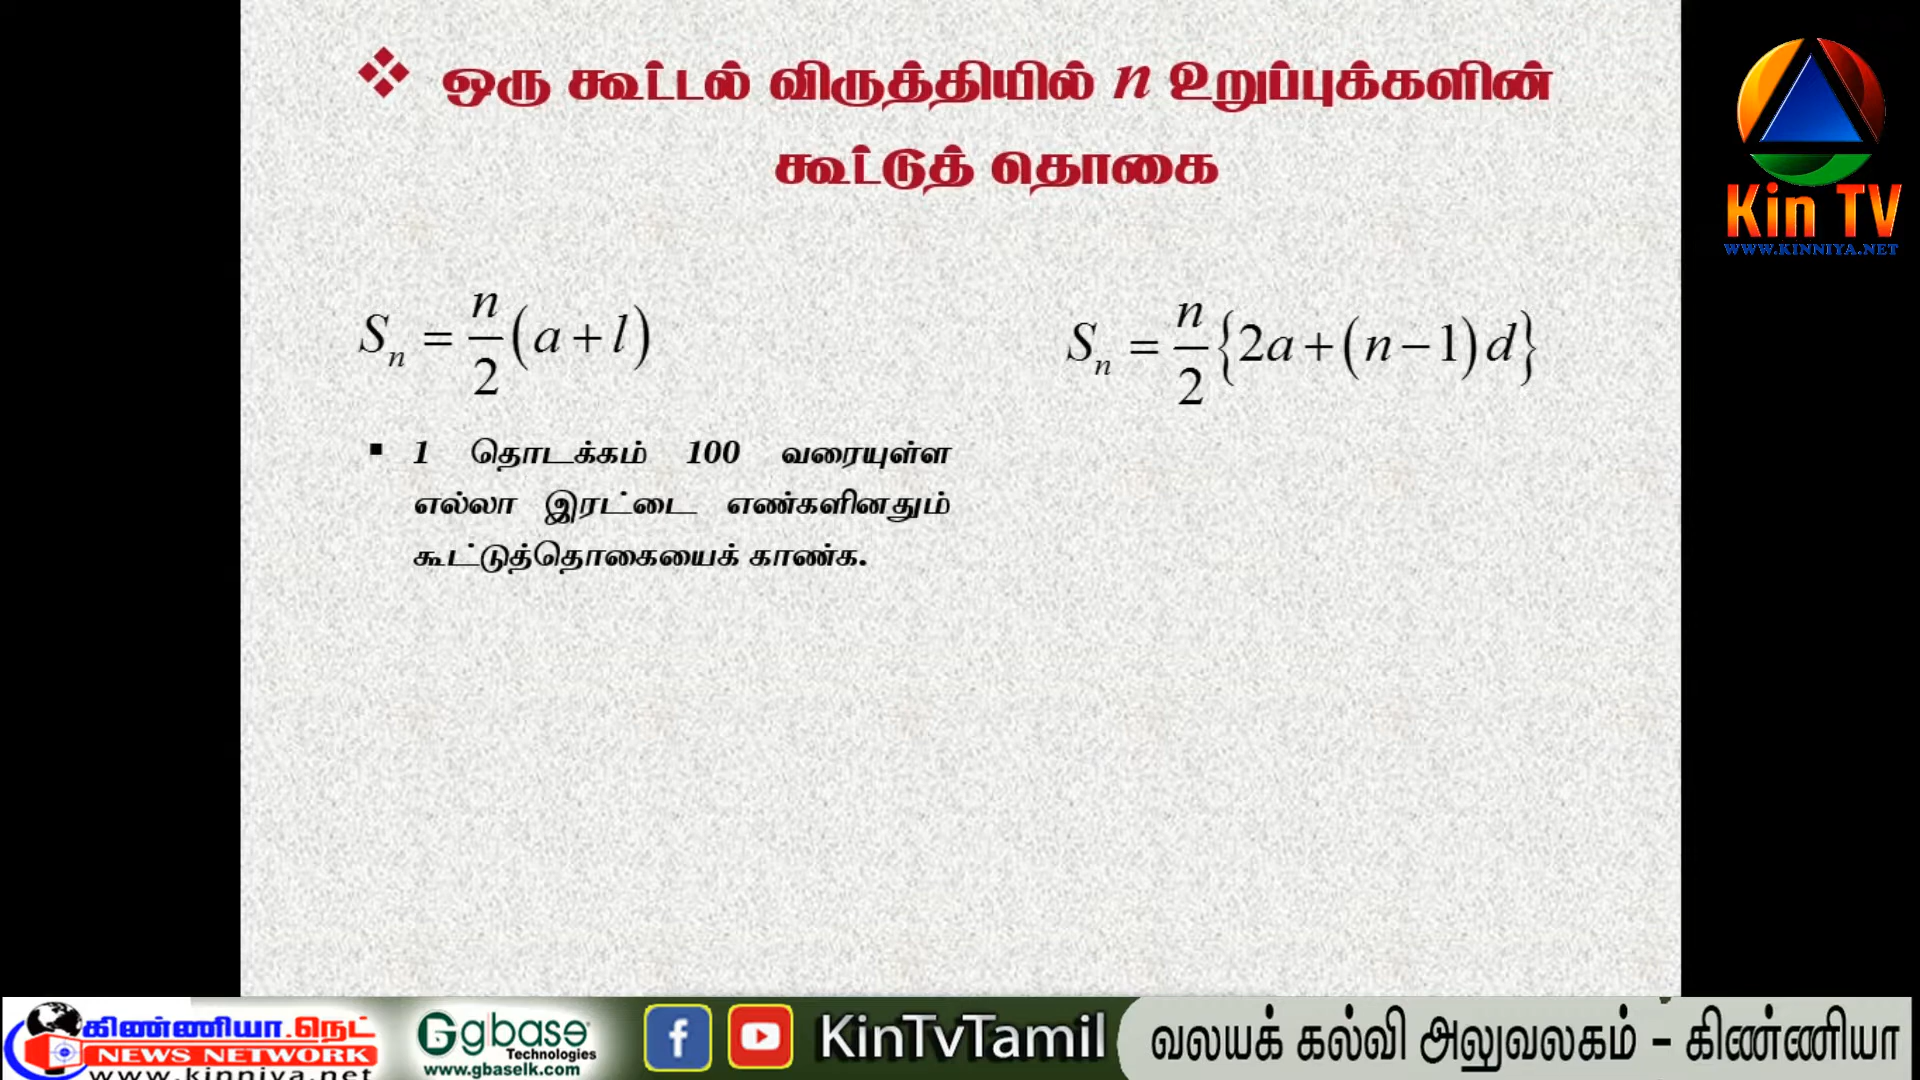 ❖ ஒரு கூட்டல் விருத்தியில் n உறுப்புக்களின்
கூட்டுத் தொகை
Kin TV
WWW.KINNIYA.NET
Sₙ = n/2 (a + l)
Sₙ = n/2 {2a + (n − 1) d}
▪ 1 தொடக்கம் 100 வரையுள்ள
எல்லா இரட்டை எண்களினதும்
கூட்டுத்தொகையைக் காண்க.
கிண்ணியா.நெட்
NEWS NETWORK
www.kinniya.net
gbase
Technologies
www.gbaselk.com
KinTvTamil
வலயக் கல்வி அலுவலகம் – கிண்ணியா